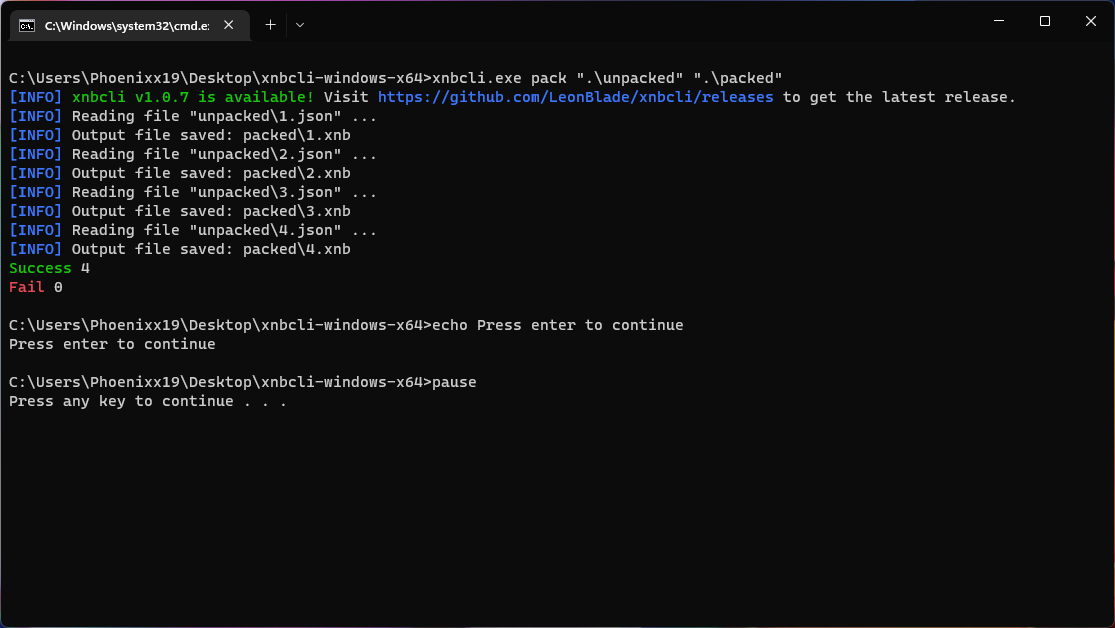 C:\Windows\system32\cmd.e:
C:\Users\Phoenixx19\Desktop\xnbcli-windows-x64>xnbcli.exe pack ".\unpacked" ".\packed"
[INFO] xnbcli v1.0.7 is available! Visit https://github.com/LeonBlade/xnbcli/releases to get the latest release.
[INFO] Reading file "unpacked\1.json" ...
[INFO] Output file saved: packed\1.xnb
[INFO] Reading file "unpacked\2.json" ...
[INFO] Output file saved: packed\2.xnb
[INFO] Reading file "unpacked\3.json" ...
[INFO] Output file saved: packed\3.xnb
[INFO] Reading file "unpacked\4.json" ...
[INFO] Output file saved: packed\4.xnb
Success 4
Fail 0
C:\Users\Phoenixx19\Desktop\xnbcli-windows-x64>echo Press enter to continue
Press enter to continue
C:\Users\Phoenixx19\Desktop\xnbcli-windows-x64>pause
Press any key to continue . . .